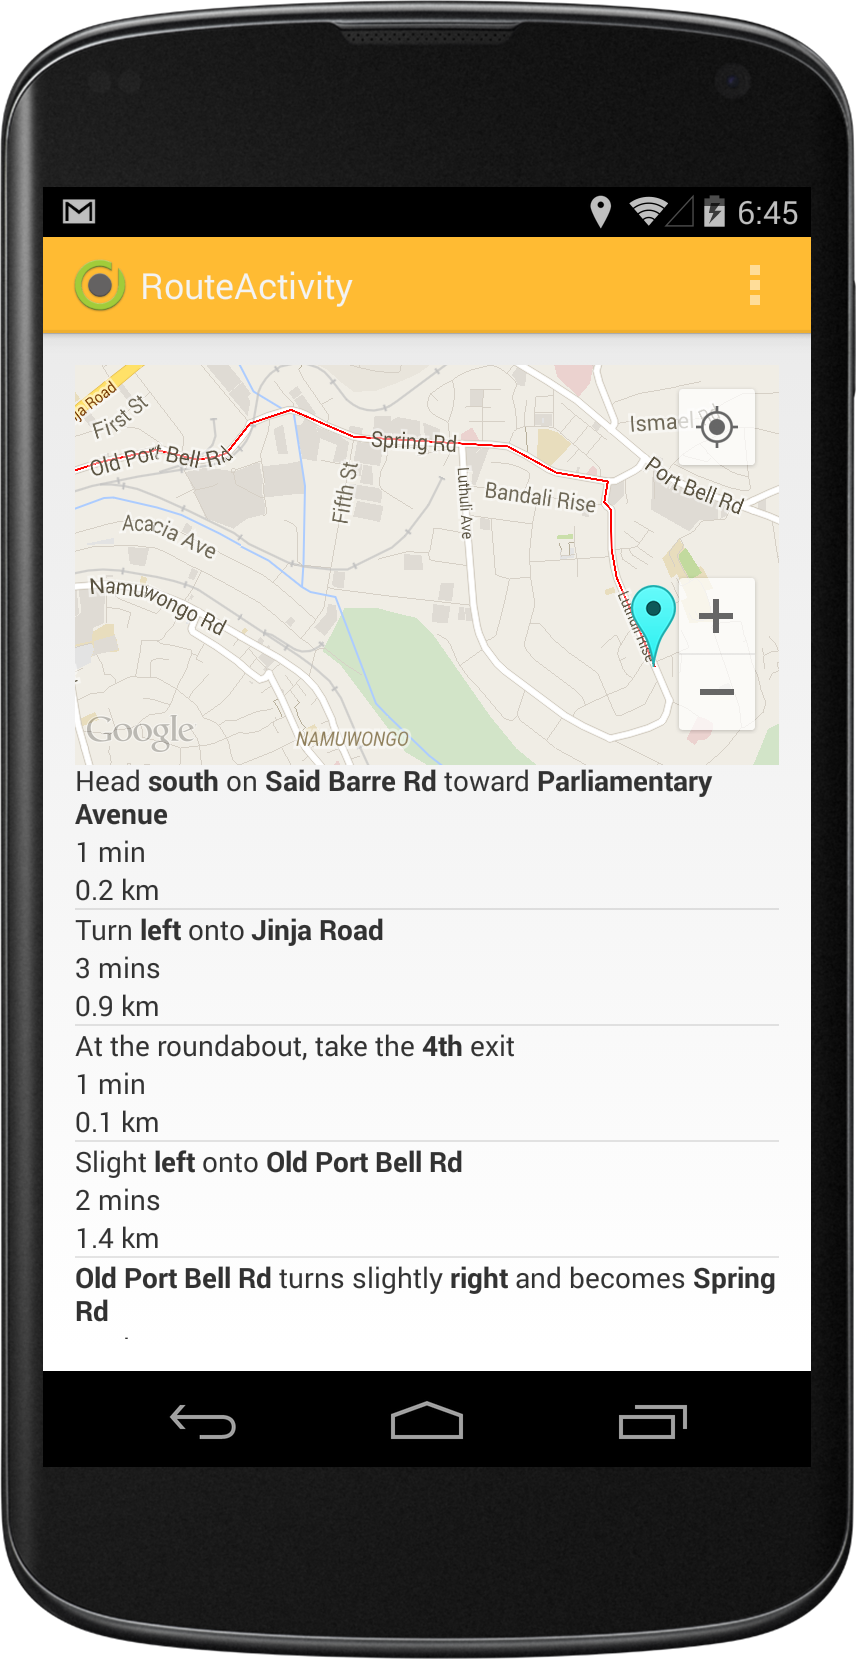 6:45
RouteActivity
ja Road
First St
Old Port Bell Rd
Spring Rd
Ismael Rd
Port Bell Rd
Fifth St
Luthuli Ave
Bandali Rise
Acacia Ave
Namuwongo Rd
Luthuli Rise
Google
NAMUWONGO
Head south on Said Barre Rd toward Parliamentary
Avenue
1 min
0.2 km
Turn left onto Jinja Road
3 mins
0.9 km
At the roundabout, take the 4th exit
1 min
0.1 km
Slight left onto Old Port Bell Rd
2 mins
1.4 km
Old Port Bell Rd turns slightly right and becomes Spring
Rd